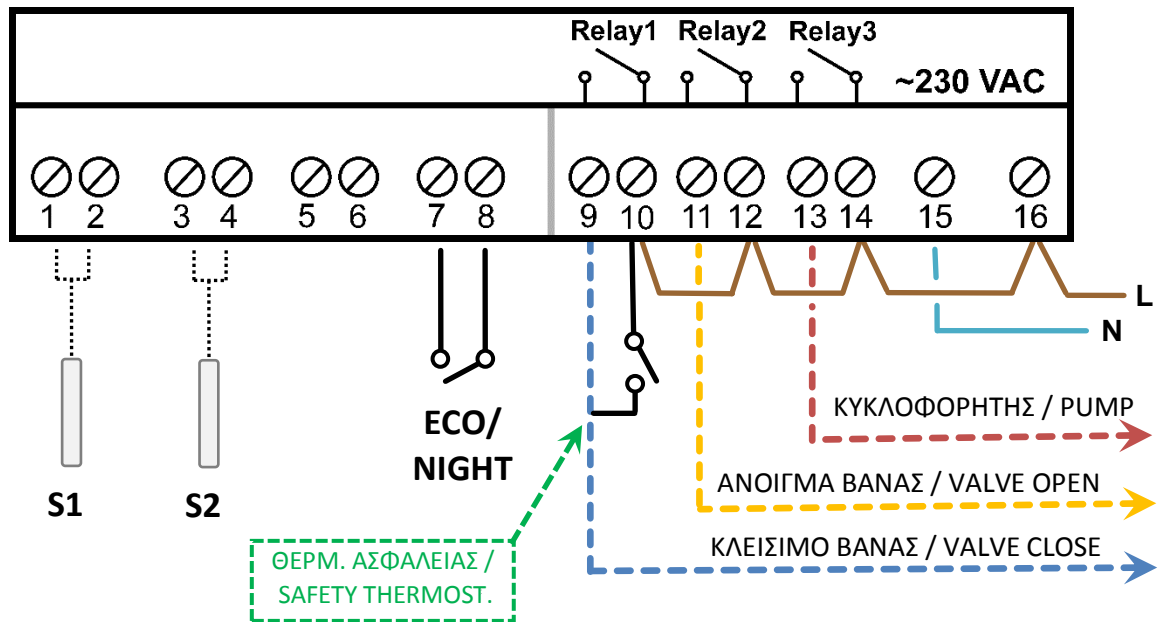 Relay1 Relay2 Relay3
~230 VAC
1 2 3 4 5 6 7 8 9 10 11 12 13 14 15 16
L
N
ECO/
NIGHT
S1 S2
ΚΥΚΛΟΦΟΡΗΤΗΣ / PUMP
ΑΝΟΙΓΜΑ ΒΑΝΑΣ / VALVE OPEN
ΚΛΕΙΣΙΜΟ ΒΑΝΑΣ / VALVE CLOSE
ΘΕΡΜ. ΑΣΦΑΛΕΙΑΣ /
SAFETY THERMOST.